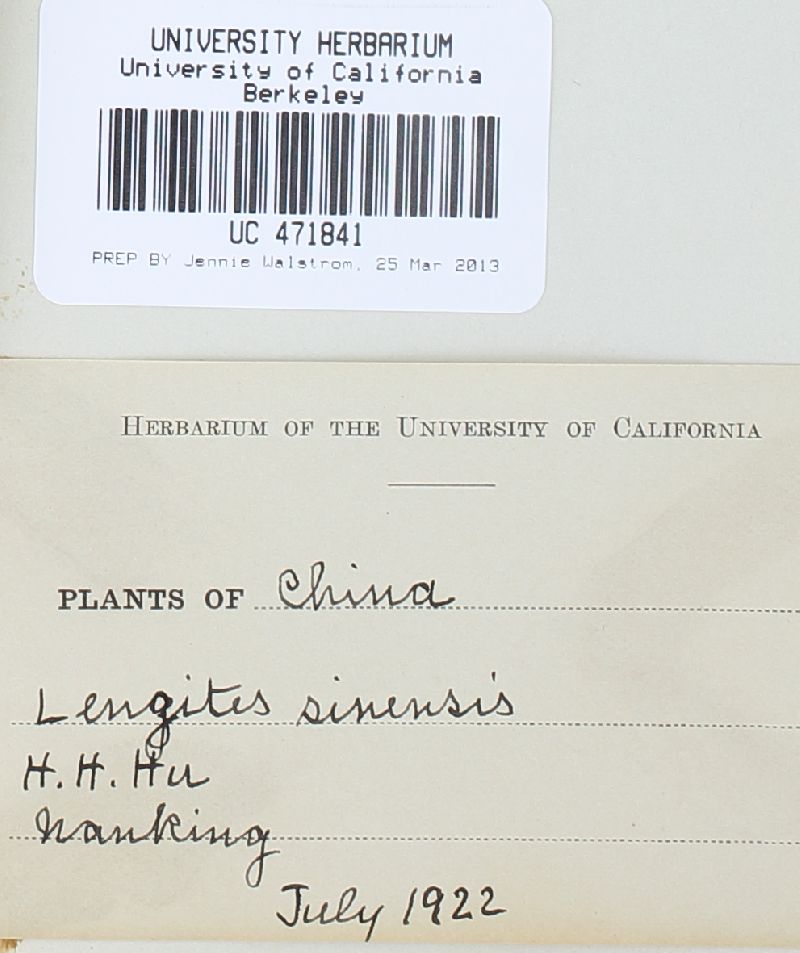 UNIVERSITY HERBARIUM
University of California
Berkeley
UC 471841
PREP BY Jennie Walstrom, 25 Mar 2013
HERBARIUM OF THE UNIVERSITY OF CALIFORNIA
PLANTS OF China
Lengites sinensis
H. H. Hu
Nanking
July 1922